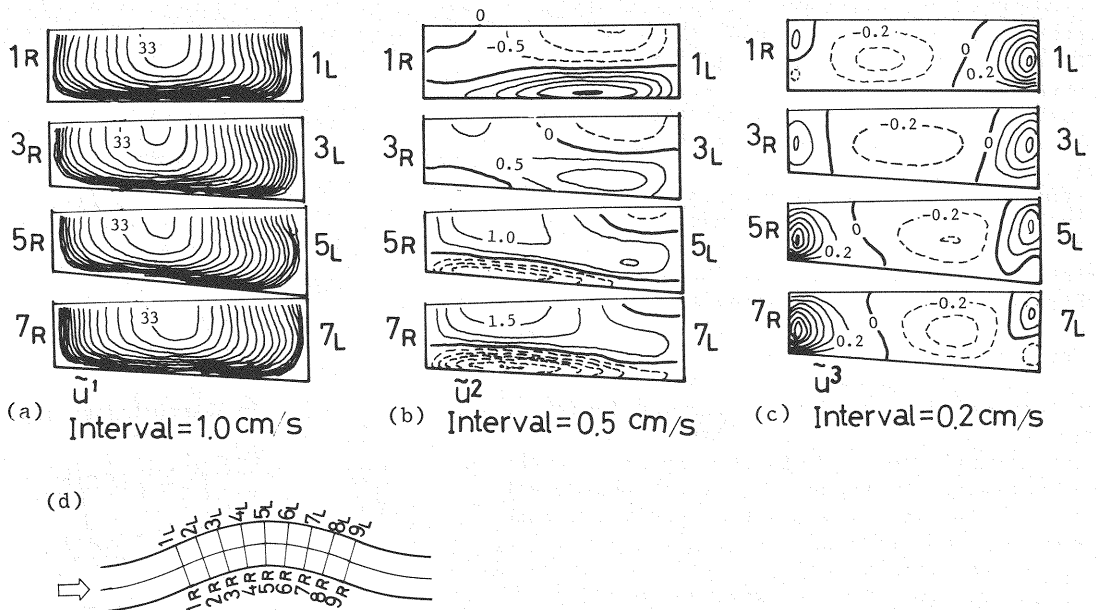 1R 33 1L
3R 33 3L
5R 33 5L
7R 33 7L
ũ¹
(a) Interval=1.0 cm/s
0
1R -0.5 1L
3R 0 0.5 3L
5R 1.0 5L
7R 1.5 7L
ũ²
(b) Interval=0.5 cm/s
1R -0.2 0 0.2 1L
3R -0.2 0 3L
5R 0.2 0 -0.2 5L
7R 0.2 0 -0.2 7L
ũ³
(c) Interval=0.2 cm/s
(d)
1L 2L 3L 4L 5L 6L 7L 8L 9L
1R 2R 3R 4R 5R 6R 7R 8R 9R